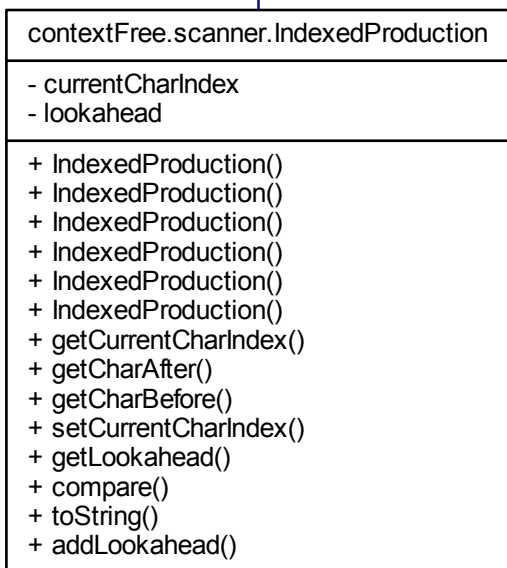 contextFree.scanner.IndexedProduction
- currentCharIndex
- lookahead
+ IndexedProduction()
+ IndexedProduction()
+ IndexedProduction()
+ IndexedProduction()
+ IndexedProduction()
+ IndexedProduction()
+ getCurrentCharIndex()
+ getCharAfter()
+ getCharBefore()
+ setCurrentCharIndex()
+ getLookahead()
+ compare()
+ toString()
+ addLookahead()